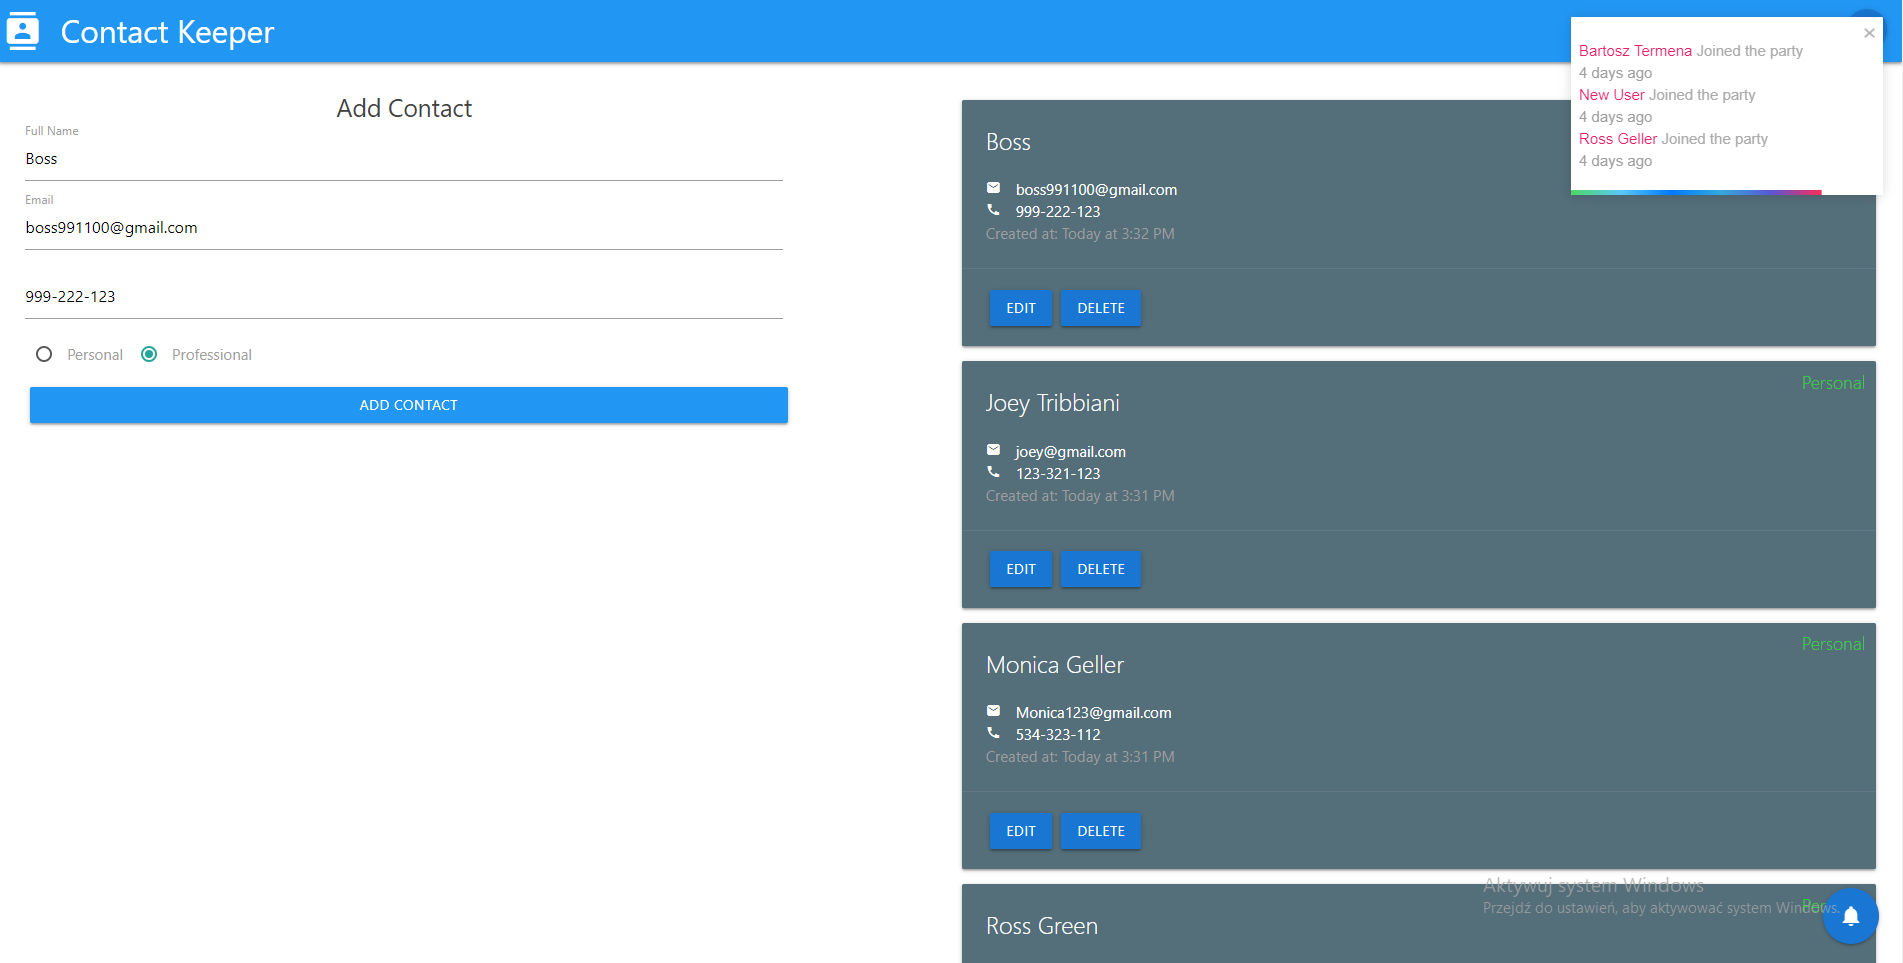 Contact Keeper
×
Bartosz Termena Joined the party
4 days ago
New User Joined the party
4 days ago
Ross Geller Joined the party
4 days ago
Add Contact
Full Name
Boss
Email
boss991100@gmail.com
999-222-123
Personal Professional
ADD CONTACT
Boss
boss991100@gmail.com
999-222-123
Created at: Today at 3:32 PM
EDIT DELETE
Personal
Joey Tribbiani
joey@gmail.com
123-321-123
Created at: Today at 3:31 PM
EDIT DELETE
Personal
Monica Geller
Monica123@gmail.com
534-323-112
Created at: Today at 3:31 PM
EDIT DELETE
Ross Green
Aktywuj system Windows
Przejdź do ustawień, aby aktywować system Windows.